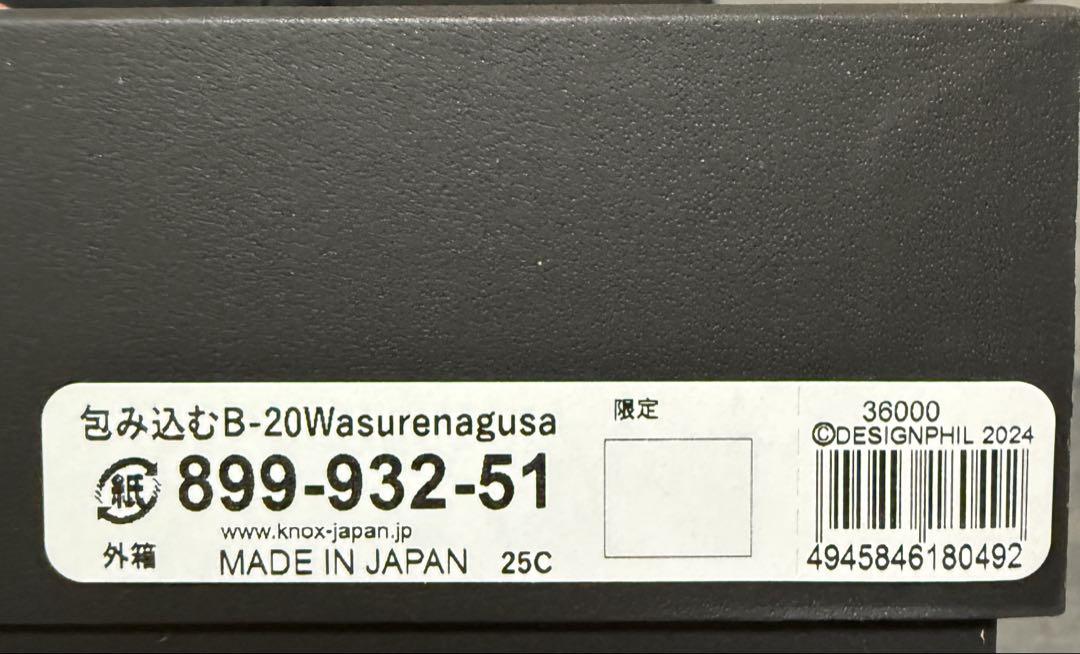 包み込むB-20Wasurenagusa
紙
899-932-51
www.knox-japan.jp
外箱
MADE IN JAPAN 25C
限定
36000
©DESIGNPHIL 2024
4945846180492